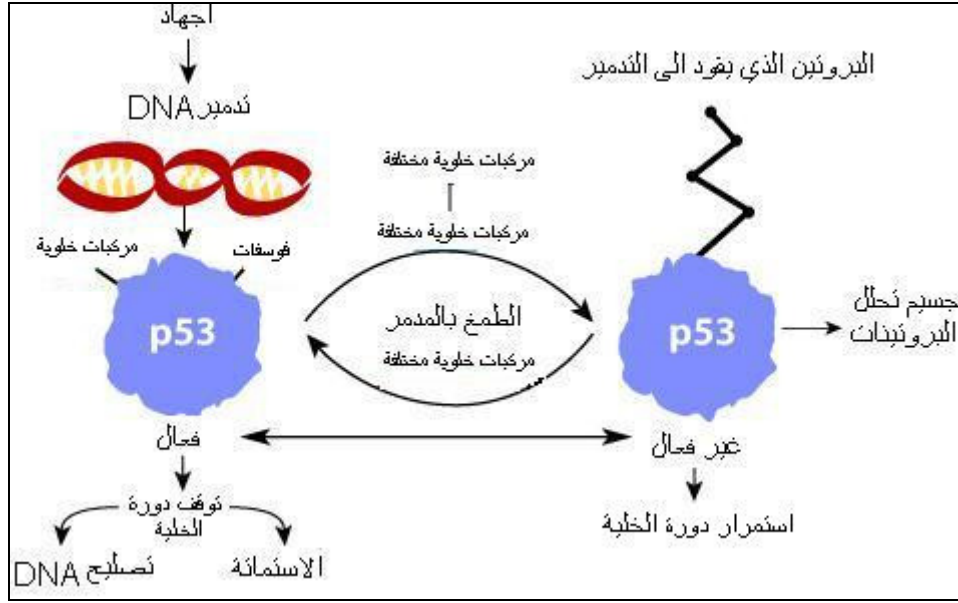 اجهاد
البروتين الذي يقود الى التدمير
تدمير DNA
مركبات خلوية مختلفة
مركبات خلوية مختلفة
مركبات خلوية
فوسفات
p53
الطمخ بالمدمر
مركبات خلوية مختلفة
p53
جسيم تحلل
البروتينات
فعال
غير فعال
توقف دورة
الخلية
استمرار دورة الخلية
تصليح DNA
الاستماتة